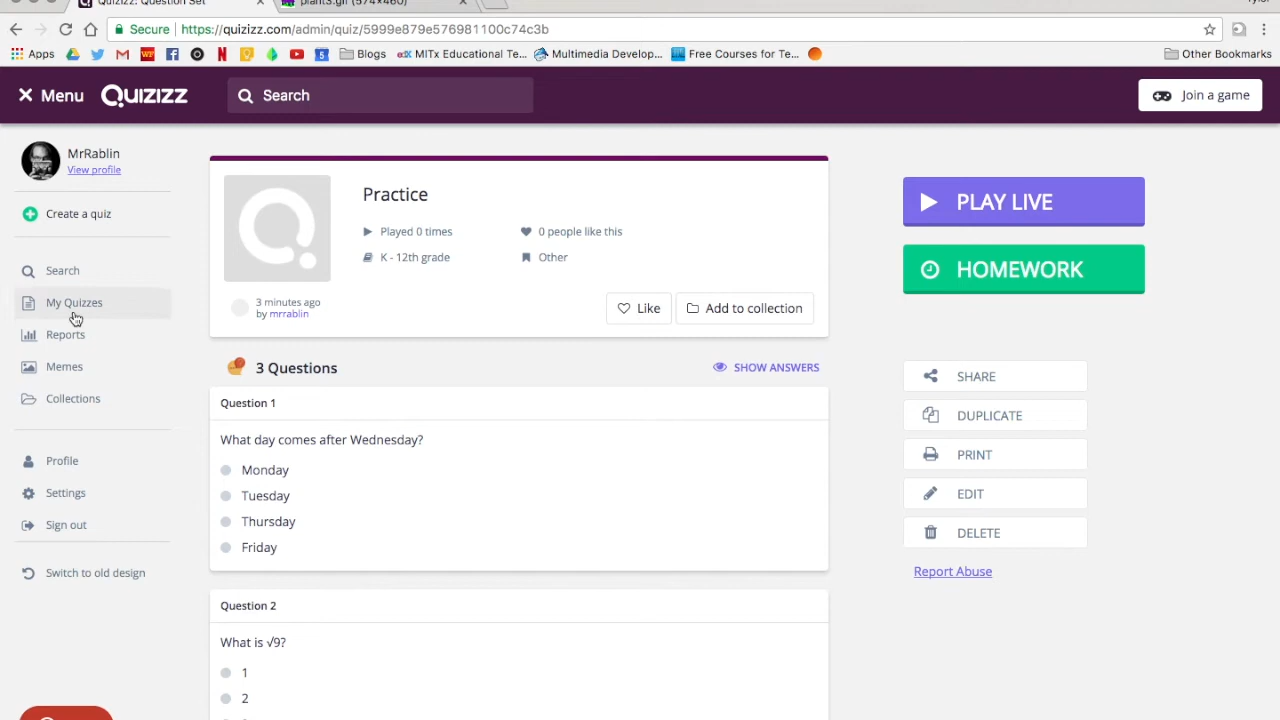 Quizizz: Question Set
plant3.gif (574×460)
Secure https://quizizz.com/admin/quiz/5999e879e576981100c74c3b
Apps Blogs MITx Educational Te... Multimedia Develop... Free Courses for Te... Other Bookmarks
Menu QUIZIZZ Search Join a game
MrRablin
View profile
Create a quiz
Search
My Quizzes
Reports
Memes
Collections
Profile
Settings
Sign out
Switch to old design
Practice
Played 0 times 0 people like this
K - 12th grade Other
3 minutes ago
by mrrablin
Like Add to collection
3 Questions SHOW ANSWERS
Question 1
What day comes after Wednesday?
Monday
Tuesday
Thursday
Friday
Question 2
What is √9?
1
2
PLAY LIVE
HOMEWORK
SHARE
DUPLICATE
PRINT
EDIT
DELETE
Report Abuse